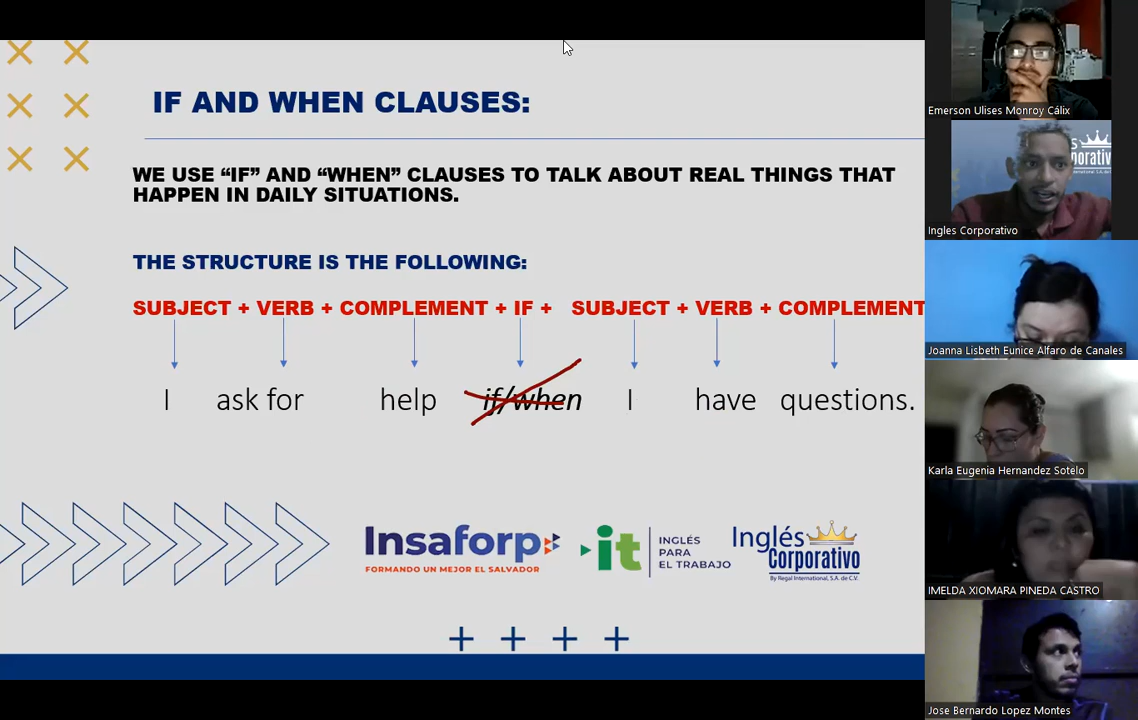 IF AND WHEN CLAUSES:
WE USE “IF” AND “WHEN” CLAUSES TO TALK ABOUT REAL THINGS THAT
HAPPEN IN DAILY SITUATIONS.
THE STRUCTURE IS THE FOLLOWING:
SUBJECT + VERB + COMPLEMENT + IF + SUBJECT + VERB + COMPLEMENT
I ask for help if/when I have questions.
Insaforp
FORMANDO UN MEJOR EL SALVADOR
it
INGLÉS
PARA
EL TRABAJO
Inglés
Corporativo
By Regal International, S.A. de C.V.
Emerson Ulises Monroy Cálix
Ingles Corporativo
Joanna Lisbeth Eunice Alfaro de Canales
Karla Eugenia Hernandez Sotelo
IMELDA XIOMARA PINEDA CASTRO
Jose Bernardo Lopez Montes